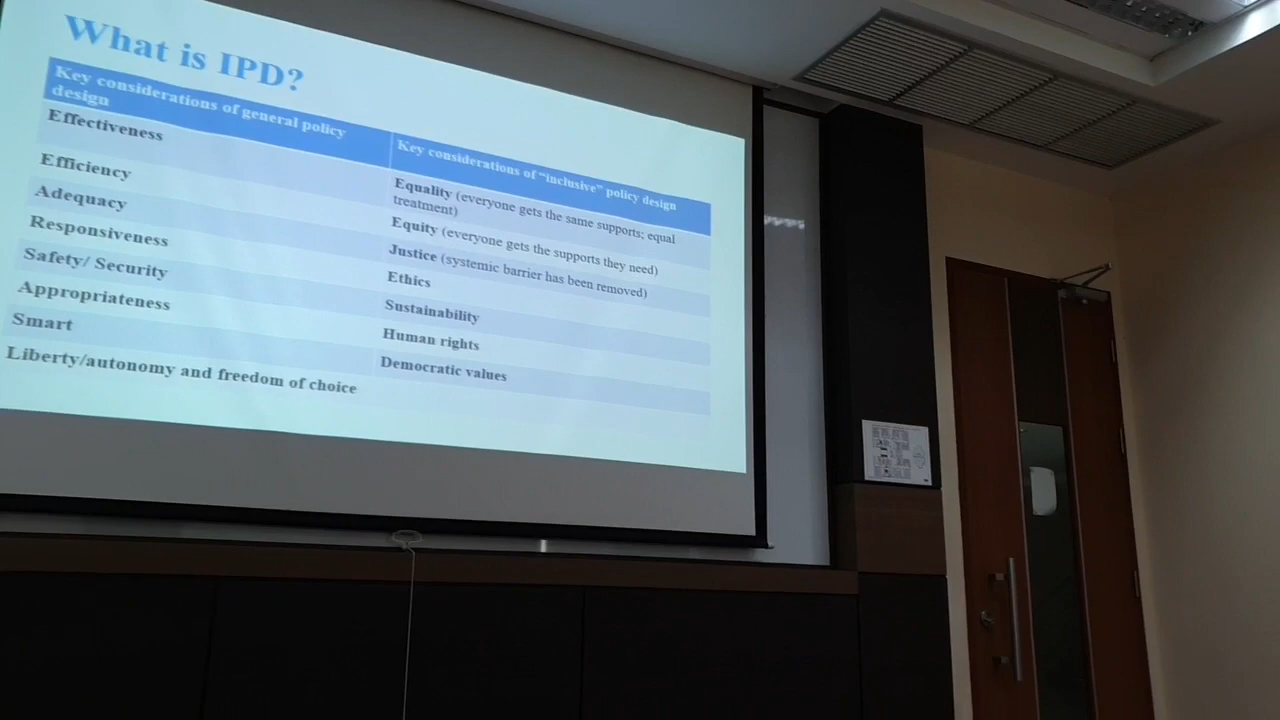 What is IPD?
Key considerations of general policy
design
Key considerations of “inclusive” policy design
Effectiveness
Equality (everyone gets the same supports; equal
treatment)
Efficiency
Equity (everyone gets the supports they need)
Adequacy
Justice (systemic barrier has been removed)
Responsiveness
Ethics
Safety/ Security
Sustainability
Appropriateness
Human rights
Smart
Democratic values
Liberty/autonomy and freedom of choice